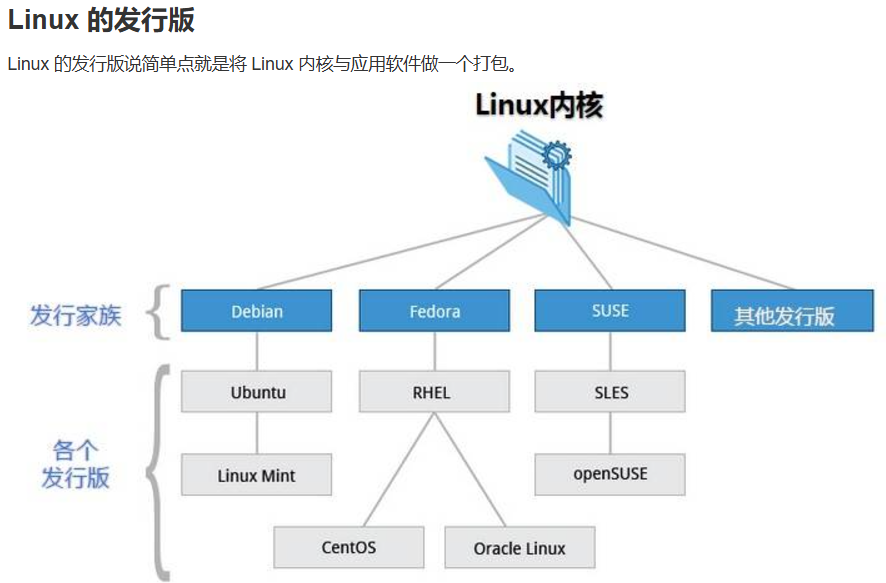 Linux 的发行版
Linux 的发行版说简单点就是将 Linux 内核与应用软件做一个打包。
Linux内核
发行家族
Debian
Fedora
SUSE
其他发行版
各个
发行版
Ubuntu
RHEL
SLES
Linux Mint
openSUSE
CentOS
Oracle Linux